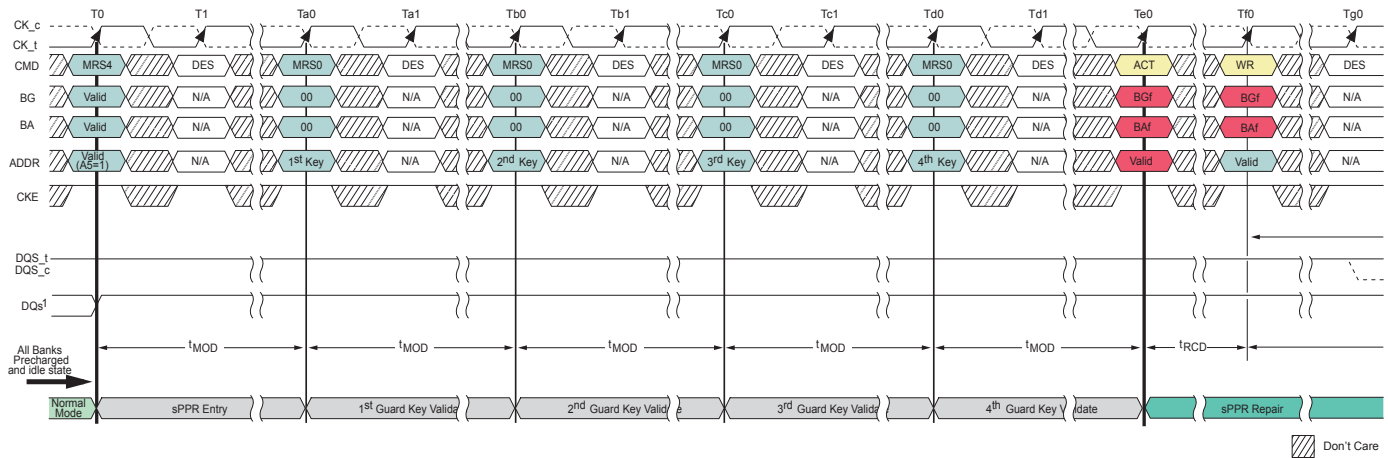 T0 T1 Ta0 Ta1 Tb0 Tb1 Tc0 Tc1 Td0 Td1 Te0 Tf0 Tg0
CK_c
CK_t
CMD MRS4 DES MRS0 DES MRS0 DES MRS0 DES MRS0 DES ACT WR DES
BG Valid N/A 00 N/A 00 N/A 00 N/A 00 N/A BGf BGf N/A
BA Valid N/A 00 N/A 00 N/A 00 N/A 00 N/A BAf BAf N/A
ADDR Valid (A5=1) N/A 1st Key N/A 2nd Key N/A 3rd Key N/A 4th Key N/A Valid Valid N/A
CKE
DQS_t
DQS_c
DQs1
All Banks
Precharged
and idle state
tMOD tMOD tMOD tMOD tMOD tRCD
Normal
Mode
sPPR Entry 1st Guard Key Valida 2nd Guard Key Valid e 3rd Guard Key Valida e 4th Guard Key V idate sPPR Repair
Don't Care